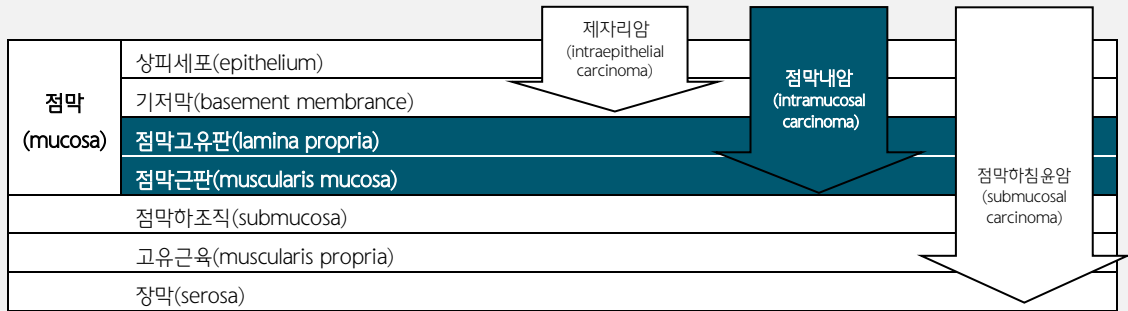 제자리암
(intraepithelial
carcinoma)
점막내암
(intramucosal
carcinoma)
점막하침윤암
(submucosal
carcinoma)
점막
(mucosa)
상피세포(epithelium)
기저막(basement membrance)
점막고유판(lamina propria)
점막근판(muscularis mucosa)
점막하조직(submucosa)
고유근육(muscularis propria)
장막(serosa)